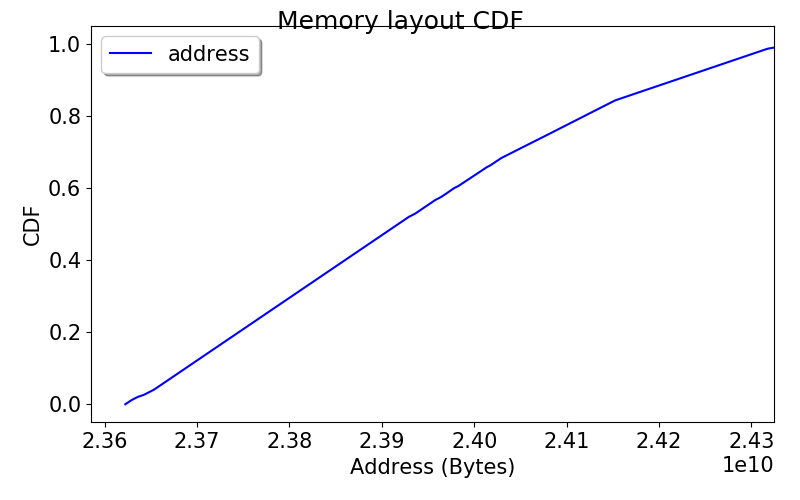 Memory layout CDF
address
CDF
1.0
0.8
0.6
0.4
0.2
0.0
2.36 2.37 2.38 2.39 2.40 2.41 2.42 2.43
1e10
Address (Bytes)